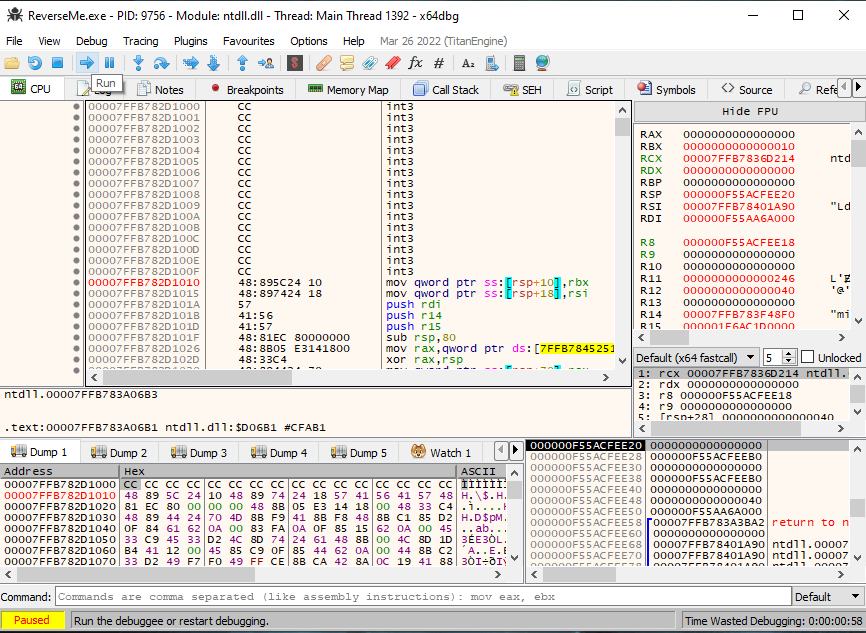 ReverseMe.exe - PID: 9756 - Module: ntdll.dll - Thread: Main Thread 1392 - x64dbg
File View Debug Tracing Plugins Favourites Options Help Mar 26 2022 (TitanEngine)
CPU Notes Breakpoints Memory Map Call Stack SEH Script Symbols Source Refe
Run
00007FFB782D1000 CC int3
00007FFB782D1001 CC int3
00007FFB782D1002 CC int3
00007FFB782D1003 CC int3
00007FFB782D1004 CC int3
00007FFB782D1005 CC int3
00007FFB782D1006 CC int3
00007FFB782D1007 CC int3
00007FFB782D1008 CC int3
00007FFB782D1009 CC int3
00007FFB782D100A CC int3
00007FFB782D100B CC int3
00007FFB782D100C CC int3
00007FFB782D100D CC int3
00007FFB782D100E CC int3
00007FFB782D100F CC int3
00007FFB782D1010 48:895C24 10 mov qword ptr ss:[rsp+10],rbx
00007FFB782D1015 48:897424 18 mov qword ptr ss:[rsp+18],rsi
00007FFB782D101A 57 push rdi
00007FFB782D101B 41:56 push r14
00007FFB782D101D 41:57 push r15
00007FFB782D101F 48:81EC 80000000 sub rsp,80
00007FFB782D1026 48:8B05 E3141800 mov rax,qword ptr ds:[7FFB7845251
00007FFB782D102D 48:33C4 xor rax,rsp
Hide FPU
RAX 0000000000000000
RBX 0000000000000010
RCX 00007FFB7836D214 ntd
RDX 0000000000000000
RBP 0000000000000000
RSP 000000F55ACFEE20
RSI 00007FFB78401A90 "Ld
RDI 000000F55AA6A000
R8 000000F55ACFEE18
R9 0000000000000000
R10 0000000000000000
R11 0000000000000246
R12 0000000000000040 '@'
R13 0000000000000000
R14 00007FFB783F48F0 "mi
R15 000001F6AC1D0000
Default (x64 fastcall) 5 Unlocked
1: rcx 00007FFB7836D214 ntdll.
2: rdx 0000000000000000
3: r8 000000F55ACFEE18
4: r9 0000000000000000
5: [rsp+28] 0000000000000040
ntdll.00007FFB783A06B3
.text:00007FFB783A06B1 ntdll.dll:$D06B1 #CFAB1
Dump 1 Dump 2 Dump 3 Dump 4 Dump 5 Watch 1
Address Hex ASCII
00007FFB782D1000 CC CC CC CC CC CC CC CC CC CC CC CC CC CC CC CC
00007FFB782D1010 48 89 5C 24 10 48 89 74 24 18 57 41 56 41 57 48 H.\$.H.
00007FFB782D1020 81 EC 80 00 00 00 48 8B 05 E3 14 18 00 48 33 C4
00007FFB782D1030 48 89 44 24 70 4D 8B F9 41 8B F8 48 8B C1 85 D2 H.D$pM.
00007FFB782D1040 0F 84 61 62 0A 00 83 FA 0A 0F 85 15 62 0A 00 45 ..ab...
00007FFB782D1050 33 C9 45 33 D2 4C 8D 74 24 61 48 8B 00 4C 8D 1D 3ÉE3ÒL.
00007FFB782D1060 B4 41 12 00 45 85 C9 0F 85 44 62 0A 00 44 8B C2 ´A..E.É
00007FFB782D1070 33 D2 49 F7 F0 49 FF CE 8B CA 42 8A 0C 19 41 88 3ÒI÷ðIÿ
000000F55ACFEE20 0000000000000000
000000F55ACFEE28 000000F55ACFEEB0
000000F55ACFEE30 0000000000000000
000000F55ACFEE38 000000F55ACFEEB0
000000F55ACFEE40 0000000000000000
000000F55ACFEE48 0000000000000040
000000F55ACFEE50 000000F55AA6A000
000000F55ACFEE58 00007FFB783A3BA2 return to n
000000F55ACFEE60 0000000000000000
000000F55ACFEE68 00007FFB78401A90 ntdll.00007
000000F55ACFEE70 00007FFB78401A90 ntdll.00007
Command: Commands are comma separated (like assembly instructions): mov eax, ebx Default
Paused Run the debuggee or restart debugging. Time Wasted Debugging: 0:00:00:58